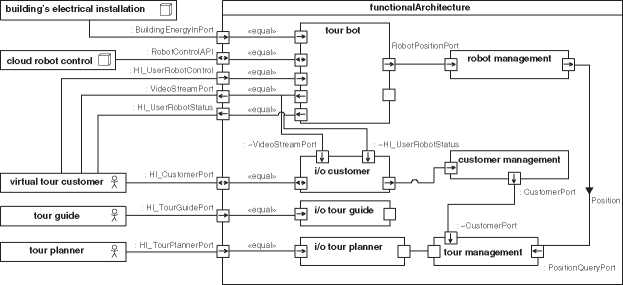 building's electrical installation
functionalArchitecture
: BuildingEnergyInPort
«equal»
tour bot
cloud robot control
: RobotControlAPI
«equal»
RobotPositionPort
robot management
: HI_UserRobotControl
«equal»
: VideoStreamPort
«equal»
: HI_UserRobotStatus
«equal»
: ~VideoStreamPort
: ~HI_UserRobotStatus
virtual tour customer
: HI_CustomerPort
«equal»
i/o customer
customer management
: CustomerPort
Position
tour guide
: HI_TourGuidePort
«equal»
i/o tour guide
: ~CustomerPort
tour planner
: HI_TourPlannerPort
«equal»
i/o tour planner
tour management
: PositionQueryPort